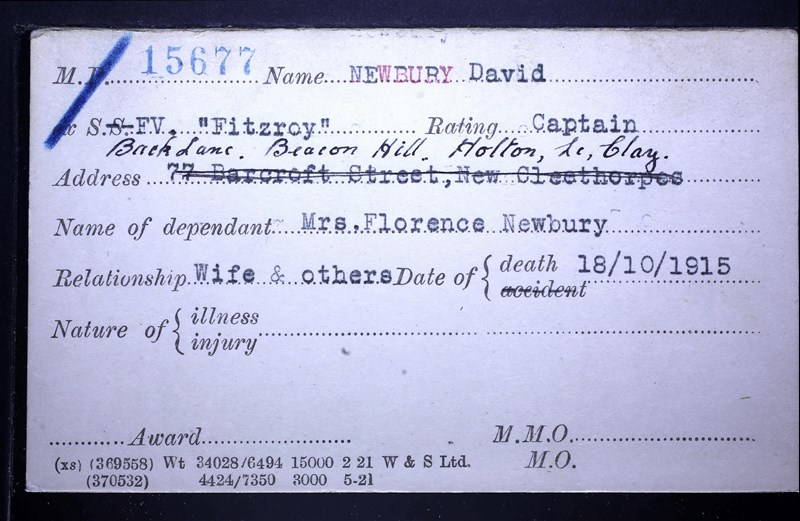 M.P. 15677 Name NEWBURY David
ex S.S. FV. "Fitzroy" Rating Captain
Back Lane. Beacon Hill. Holton, Le, Clay.
Address 77 Barcroft Street, New Cleethorpes
Name of dependant Mrs. Florence Newbury
Relationship Wife & others Date of { death 18/10/1915
accident
Nature of { illness
injury
Award M.M.O.
(xs) (369558) Wt 34028/6494 15000 2 21 W & S Ltd. M.O.
(370532) 4424/7350 3000 5-21